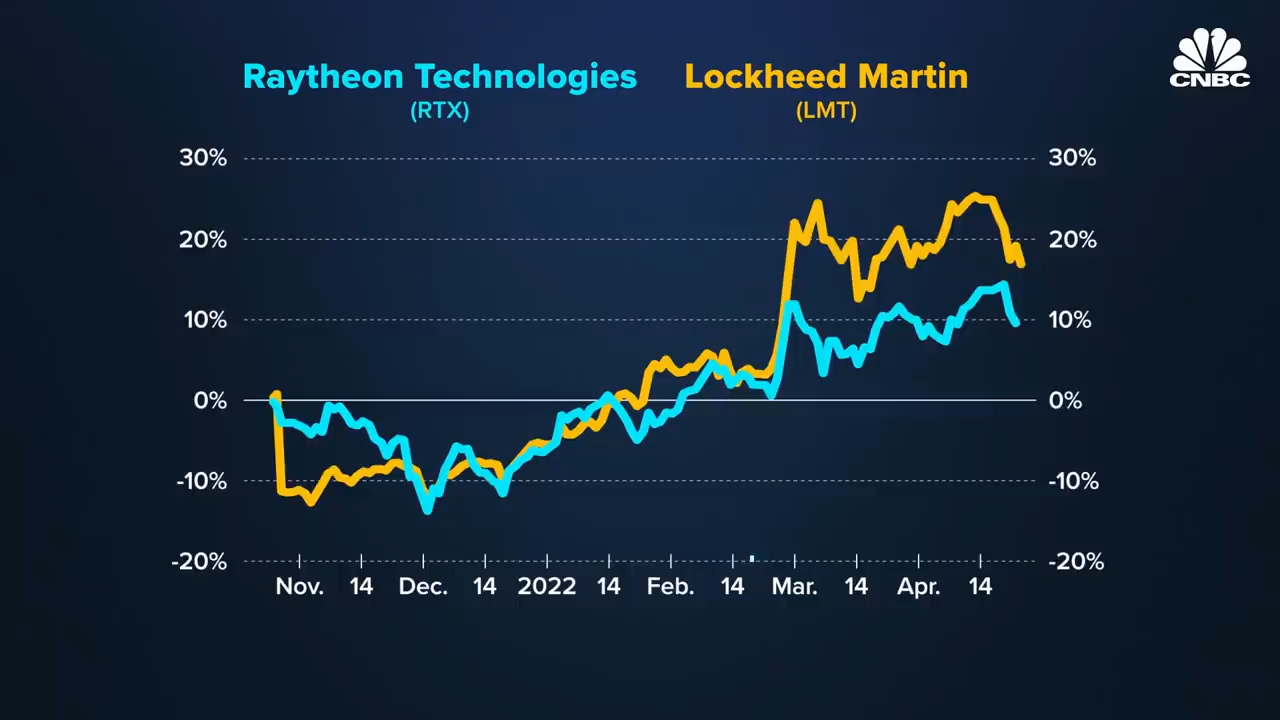 CNBC
Raytheon Technologies Lockheed Martin
(RTX) (LMT)
30% 30%
20% 20%
10% 10%
0% 0%
-10% -10%
-20% -20%
Nov. 14 Dec. 14 2022 14 Feb. 14 Mar. 14 Apr. 14